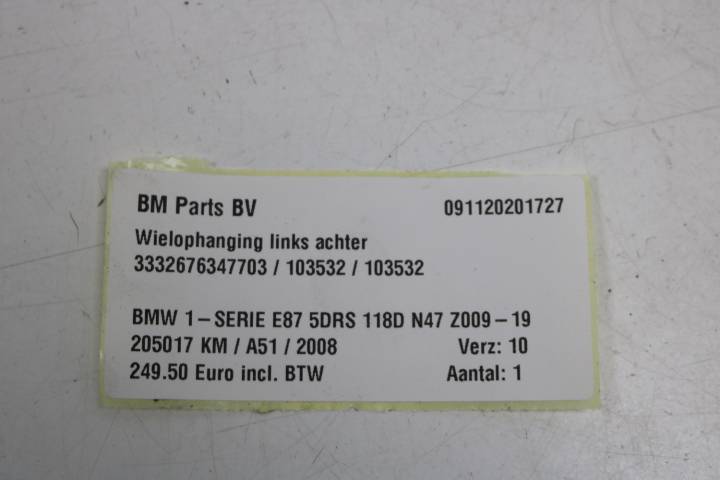 BM Parts BV 091120201727
Wielophanging links achter
3332676347703 / 103532 / 103532
BMW 1-SERIE E87 5DRS 118D N47 Z009-19
205017 KM / A51 / 2008 Verz: 10
249.50 Euro incl. BTW Aantal: 1